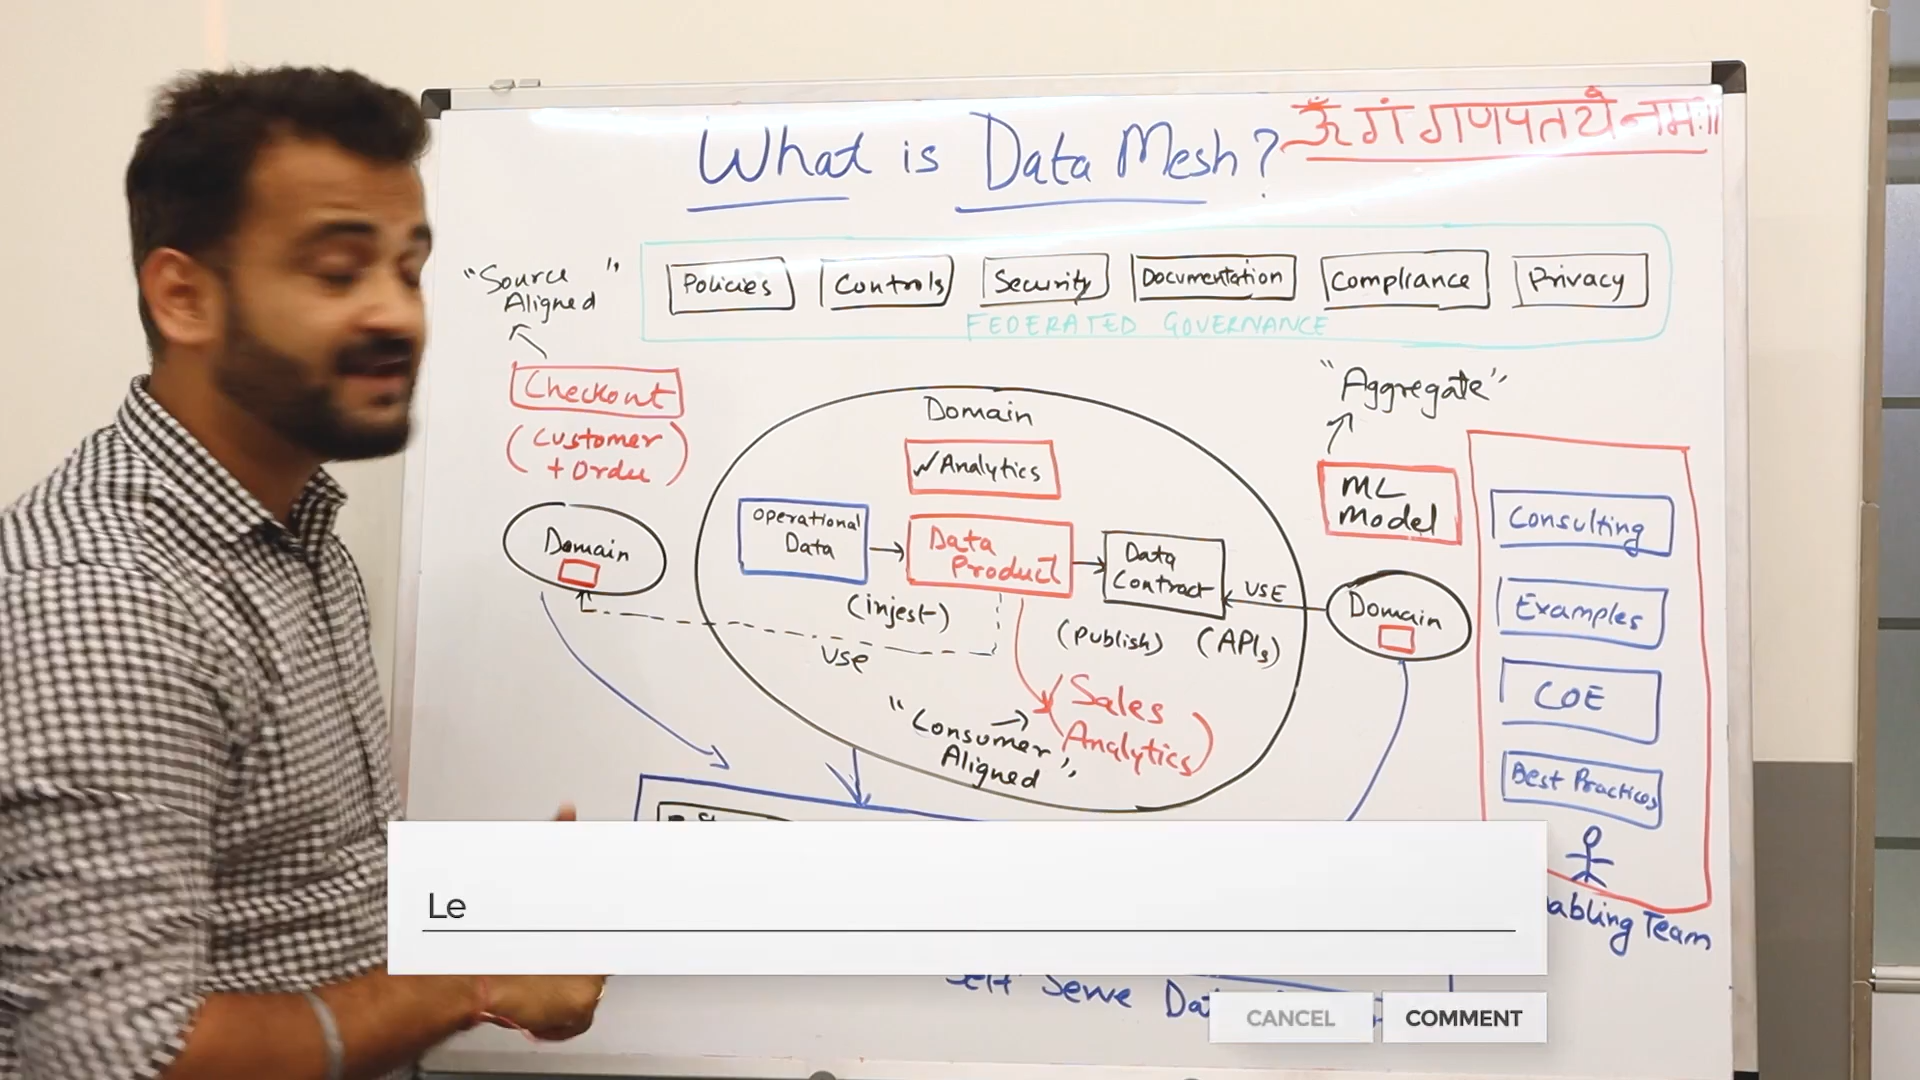 What is Data Mesh?
ॐ गं गणपतये नमः॥
Policies
Controls
Security
Documentation
Compliance
Privacy
FEDERATED GOVERNANCE
"Source
Aligned"
Checkout
(Customer
+ Order)
Domain
Domain
Analytics
Operational
Data
Data
Product
Data
Contract
(injest)
(publish)
(APIs)
USE
USE
Sales
(Analytics)
"Consumer
Aligned"
"Aggregate"
ML
Model
Domain
Consulting
Examples
COE
Best Practices
abling Team
Le
Self Serve Dat
CANCEL
COMMENT